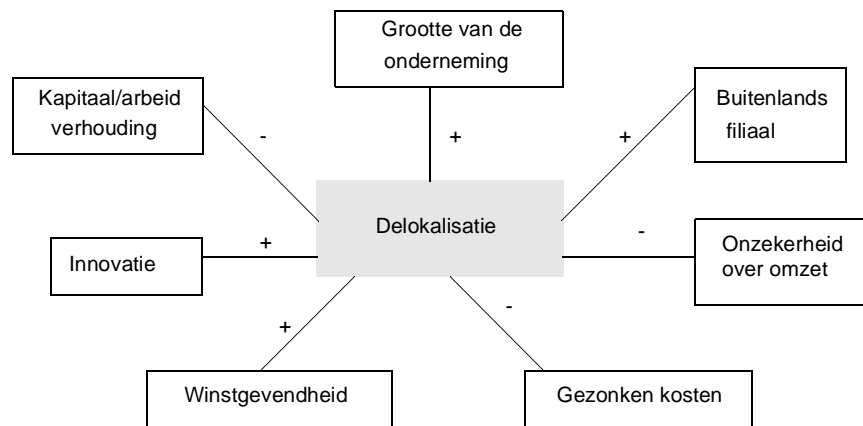 Grootte van de
onderneming
Kapitaal/arbeid
verhouding
Buitenlands
filiaal
-
+
+
Delokalisatie
Innovatie
+
-
Onzekerheid
over omzet
+
-
Winstgevendheid
Gezonken kosten